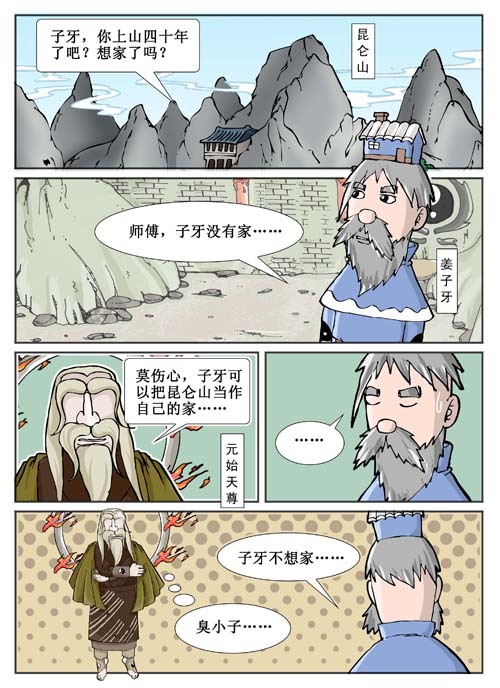 子牙，你上山四十年
了吧？想家了吗？
昆仑山
师傅，子牙没有家……
姜子牙
莫伤心，子牙可
以把昆仑山当作
自己的家……
元始天尊
……
子牙不想家……
臭小子……